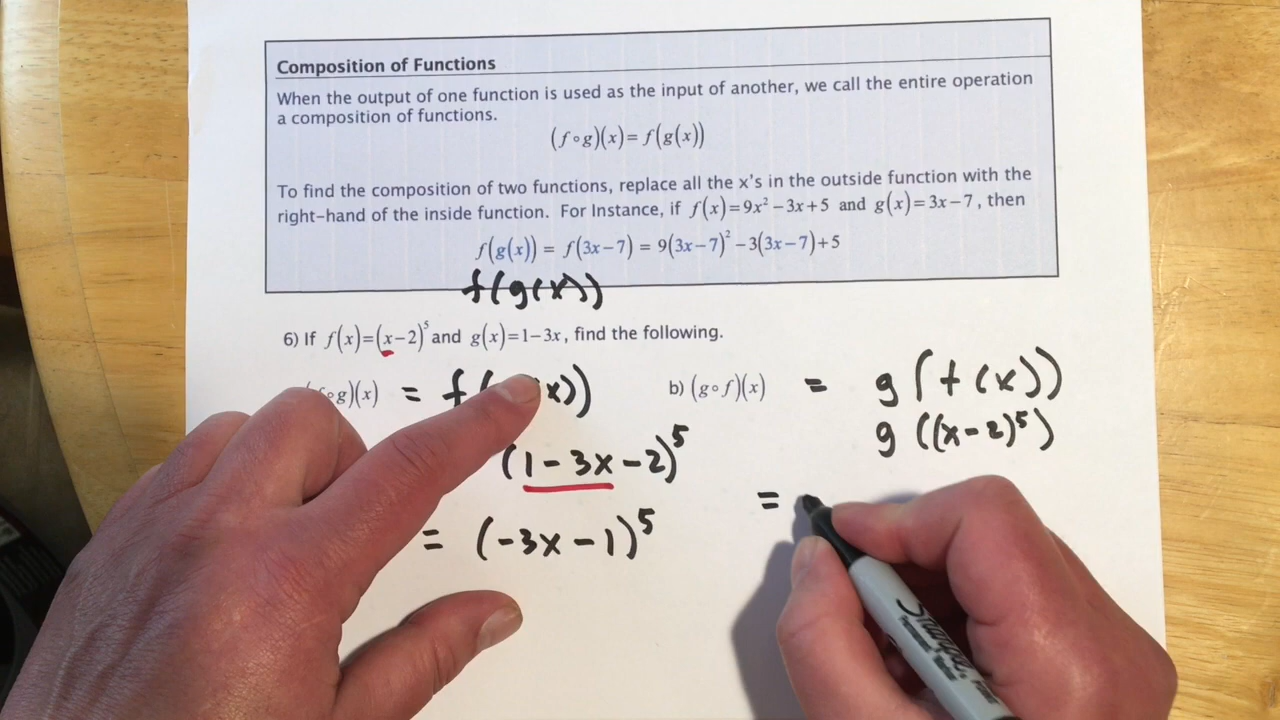 Composition of Functions
When the output of one function is used as the input of another, we call the entire operation
a composition of functions.
(f∘g)(x)=f(g(x))
To find the composition of two functions, replace all the x's in the outside function with the
right-hand of the inside function. For Instance, if f(x)=9x²−3x+5 and g(x)=3x−7, then
f(g(x)) = f(3x−7) = 9(3x−7)²−3(3x−7)+5
f(g(x))
6) If f(x)=(x−2)⁵ and g(x)=1−3x, find the following.
∘g)(x) = f( x))
b) (g∘f)(x) = g(f(x))
g((x-2)⁵)
(1-3x-2)⁵
=
= (-3x-1)⁵
Sharpie